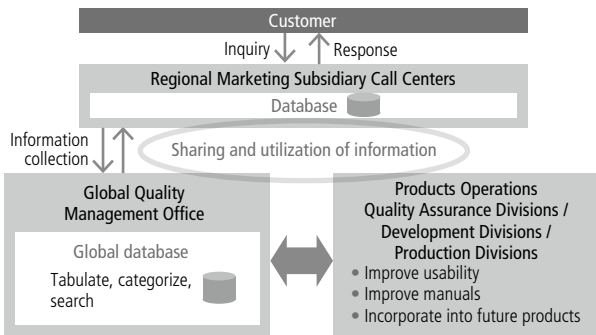 Customer
Inquiry
Response
Regional Marketing Subsidiary Call Centers
Database
Information
collection
Sharing and utilization of information
Global Quality
Management Office
Global database
Tabulate, categorize,
search
Products Operations
Quality Assurance Divisions /
Development Divisions /
Production Divisions
• Improve usability
• Improve manuals
• Incorporate into future products